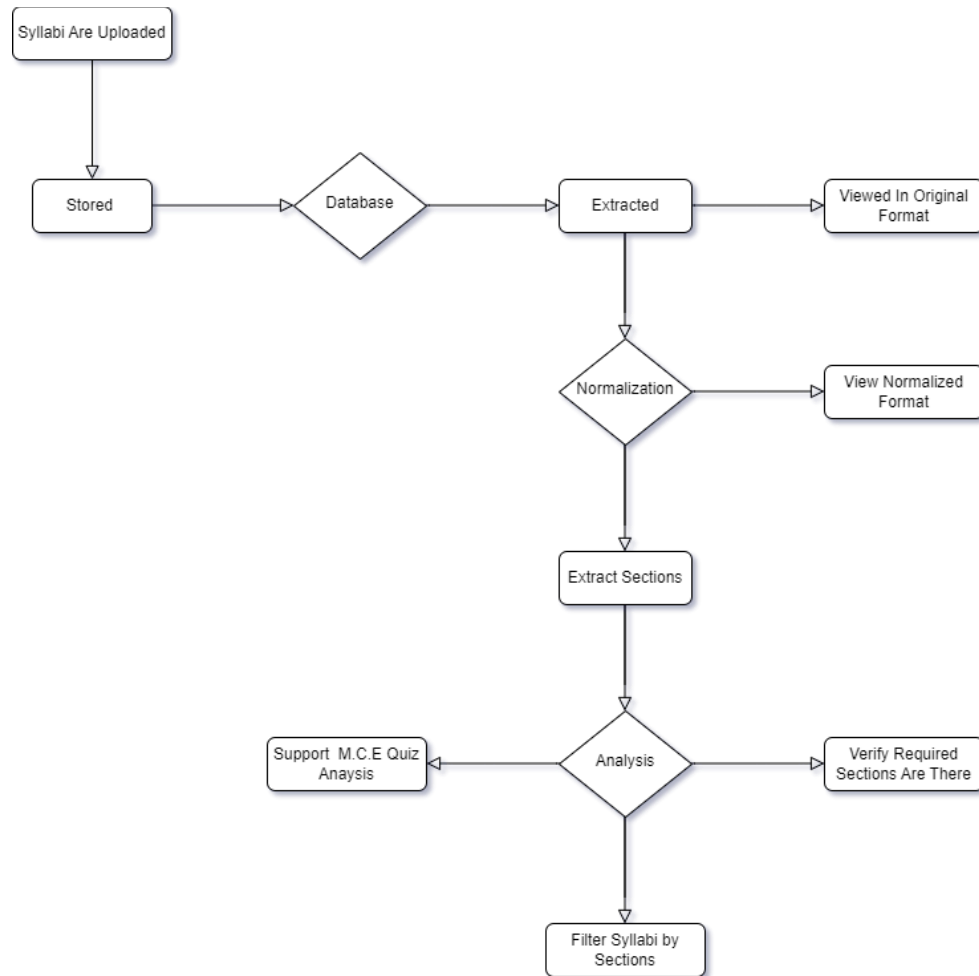 Syllabi Are Uploaded
Stored
Database
Extracted
Viewed In Original
Format
Normalization
View Normalized
Format
Extract Sections
Support M.C.E Quiz
Anaysis
Analysis
Verify Required
Sections Are There
Filter Syllabi by
Sections